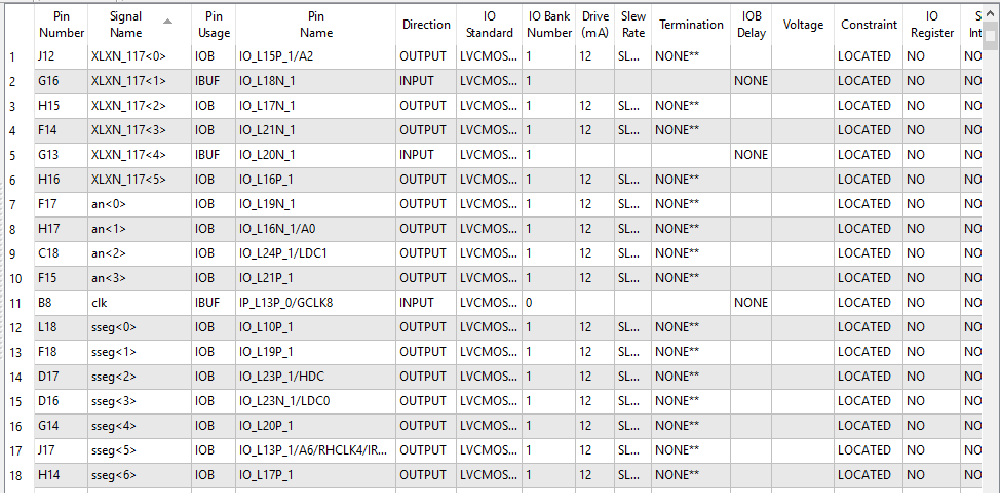 Pin Number Signal Name Pin Usage Pin Name Direction IO Standard IO Bank Number Drive (mA) Slew Rate Termination IOB Delay Voltage Constraint IO Register S Int
1 J12 XLXN_117<0> IOB IO_L15P_1/A2 OUTPUT LVCMOS... 1 12 SL... NONE** LOCATED NO NO
2 G16 XLXN_117<1> IBUF IO_L18N_1 INPUT LVCMOS... 1 NONE LOCATED NO NO
3 H15 XLXN_117<2> IOB IO_L17N_1 OUTPUT LVCMOS... 1 12 SL... NONE** LOCATED NO NO
4 F14 XLXN_117<3> IOB IO_L21N_1 OUTPUT LVCMOS... 1 12 SL... NONE** LOCATED NO NO
5 G13 XLXN_117<4> IBUF IO_L20N_1 INPUT LVCMOS... 1 NONE LOCATED NO NO
6 H16 XLXN_117<5> IOB IO_L16P_1 OUTPUT LVCMOS... 1 12 SL... NONE** LOCATED NO NO
7 F17 an<0> IOB IO_L19N_1 OUTPUT LVCMOS... 1 12 SL... NONE** LOCATED NO NO
8 H17 an<1> IOB IO_L16N_1/A0 OUTPUT LVCMOS... 1 12 SL... NONE** LOCATED NO NO
9 C18 an<2> IOB IO_L24P_1/LDC1 OUTPUT LVCMOS... 1 12 SL... NONE** LOCATED NO NO
10 F15 an<3> IOB IO_L21P_1 OUTPUT LVCMOS... 1 12 SL... NONE** LOCATED NO NO
11 B8 clk IBUF IP_L13P_0/GCLK8 INPUT LVCMOS... 0 NONE LOCATED NO NO
12 L18 sseg<0> IOB IO_L10P_1 OUTPUT LVCMOS... 1 12 SL... NONE** LOCATED NO NO
13 F18 sseg<1> IOB IO_L19P_1 OUTPUT LVCMOS... 1 12 SL... NONE** LOCATED NO NO
14 D17 sseg<2> IOB IO_L23P_1/HDC OUTPUT LVCMOS... 1 12 SL... NONE** LOCATED NO NO
15 D16 sseg<3> IOB IO_L23N_1/LDC0 OUTPUT LVCMOS... 1 12 SL... NONE** LOCATED NO NO
16 G14 sseg<4> IOB IO_L20P_1 OUTPUT LVCMOS... 1 12 SL... NONE** LOCATED NO NO
17 J17 sseg<5> IOB IO_L13P_1/A6/RHCLK4/IR... OUTPUT LVCMOS... 1 12 SL... NONE** LOCATED NO NO
18 H14 sseg<6> IOB IO_L17P_1 OUTPUT LVCMOS... 1 12 SL... NONE** LOCATED NO NO